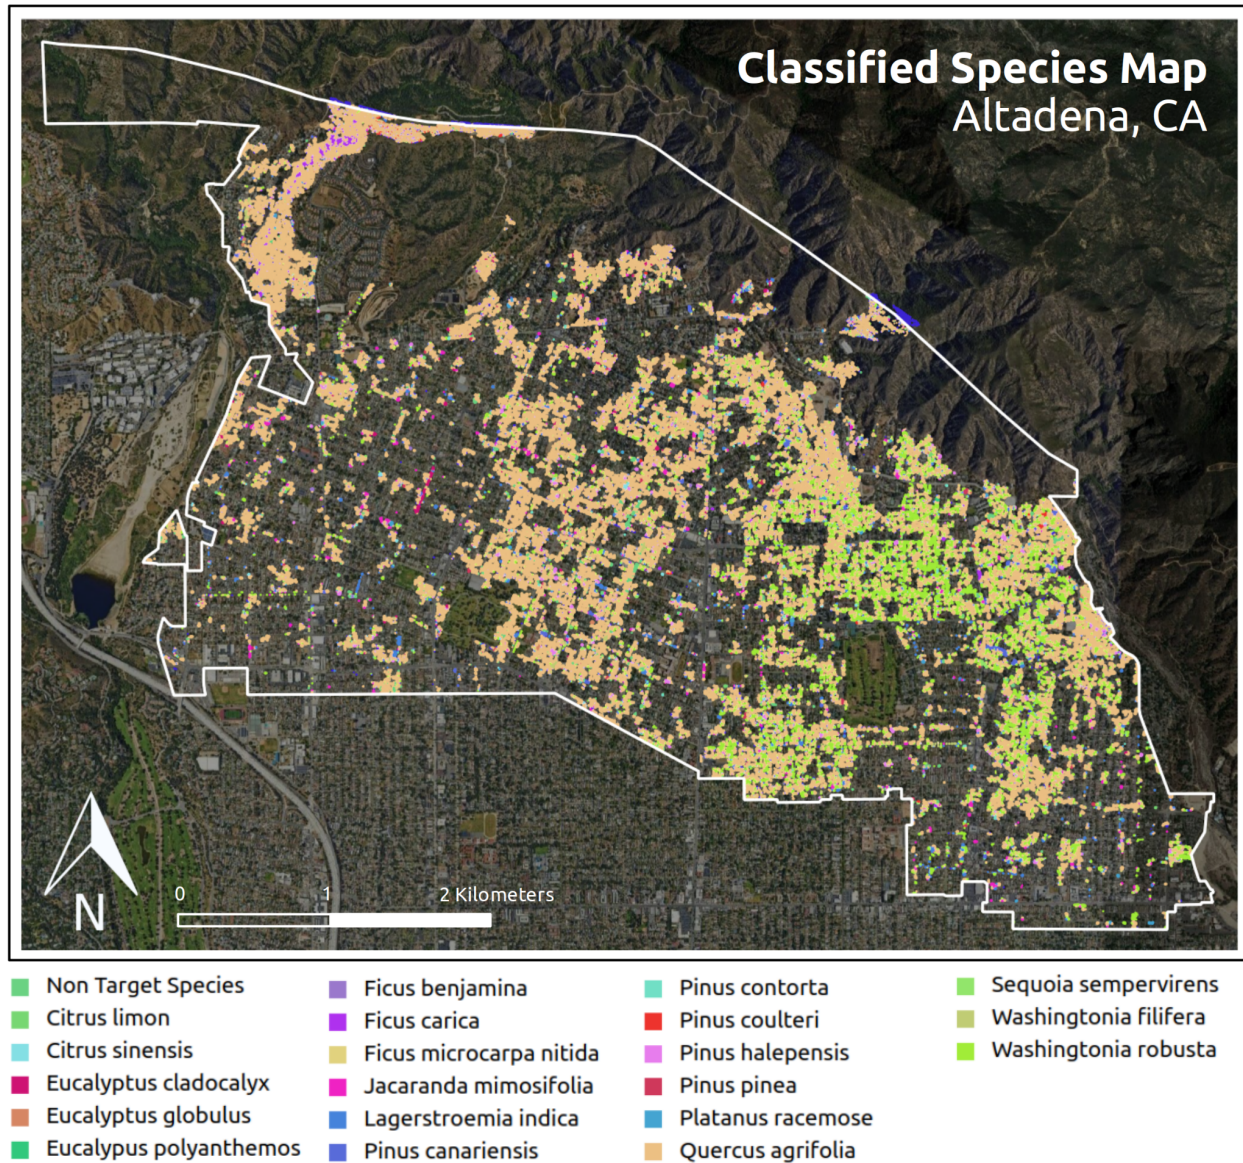 Classified Species Map
Altadena, CA
N
0 1 2 Kilometers
Non Target Species
Citrus limon
Citrus sinensis
Eucalyptus cladocalyx
Eucalyptus globulus
Eucalypus polyanthemos
Ficus benjamina
Ficus carica
Ficus microcarpa nitida
Jacaranda mimosifolia
Lagerstroemia indica
Pinus canariensis
Pinus contorta
Pinus coulteri
Pinus halepensis
Pinus pinea
Platanus racemose
Quercus agrifolia
Sequoia sempervirens
Washingtonia filifera
Washingtonia robusta